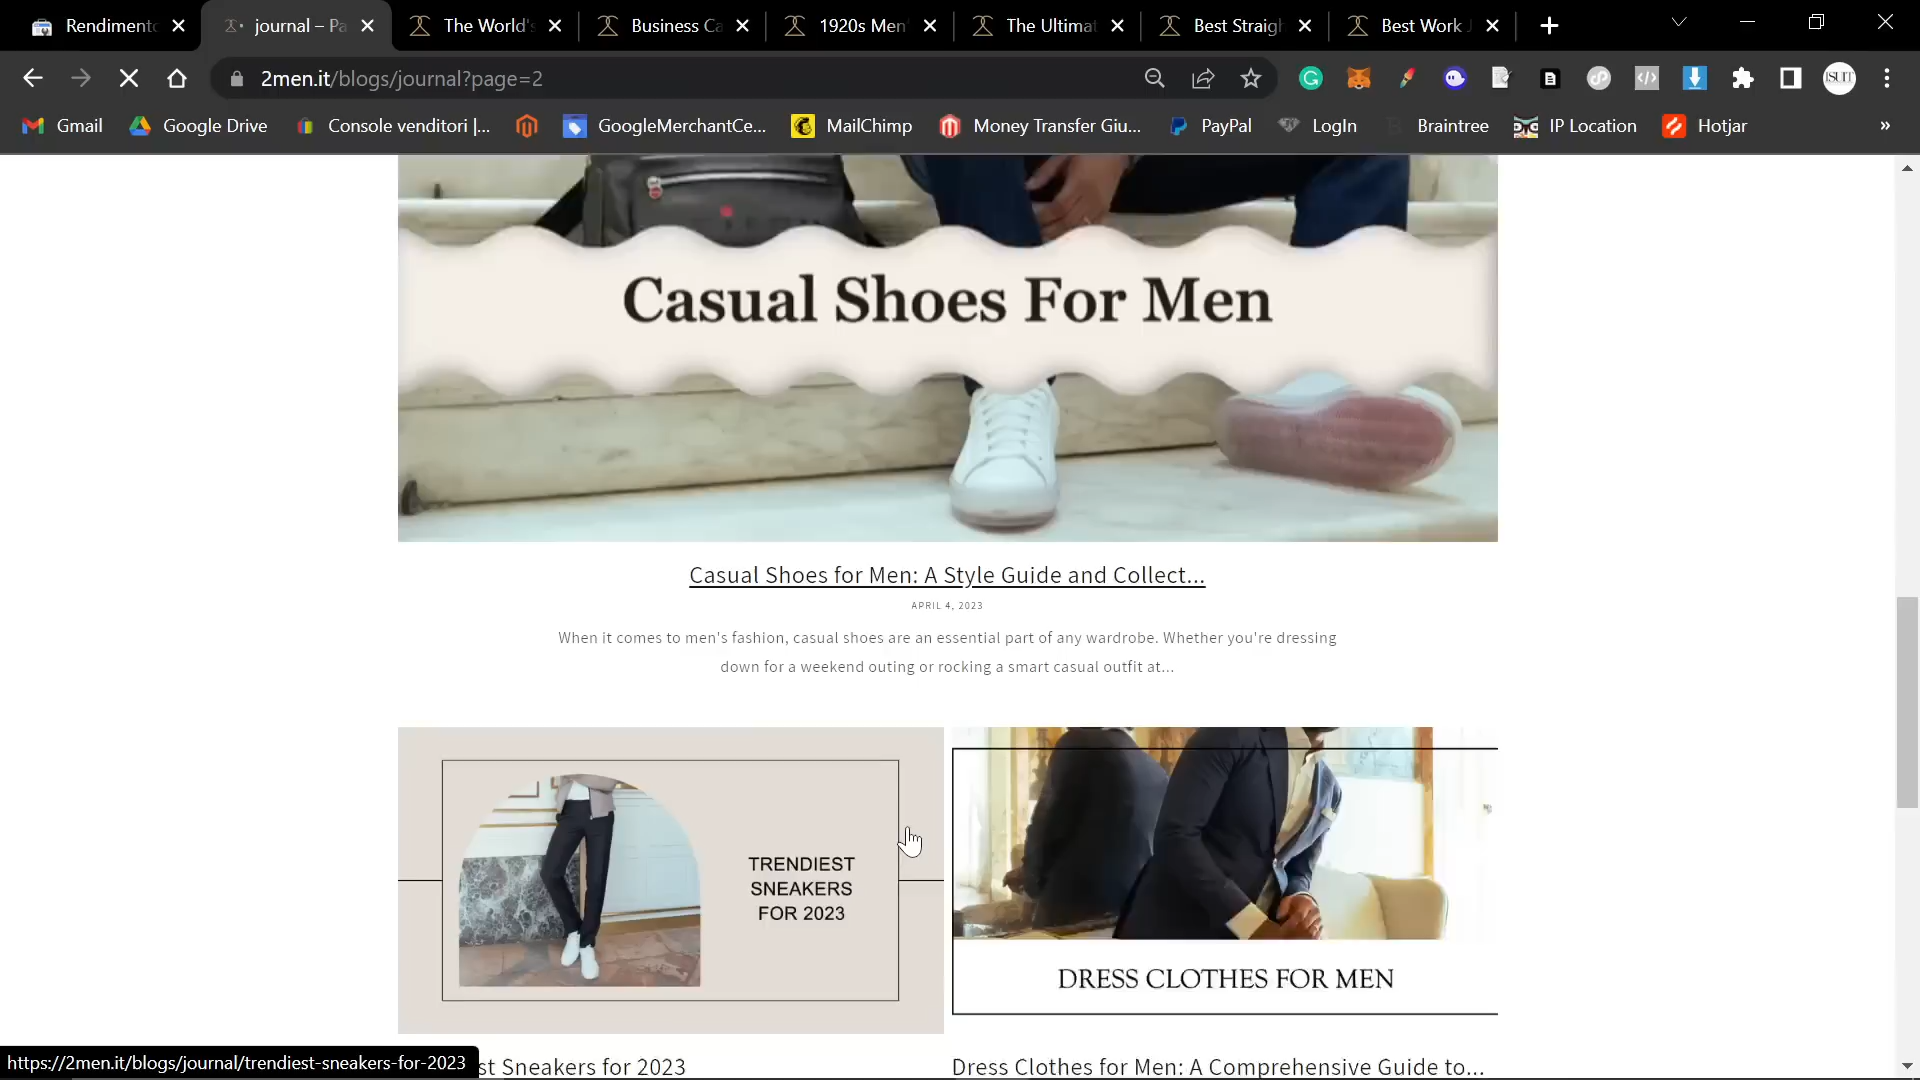 Rendimento
journal – Pa
The World's
Business Ca
1920s Men'
The Ultimat
Best Straigh
Best Work J
2men.it/blogs/journal?page=2
ISUIT
Gmail
Google Drive
Console venditori |...
GoogleMerchantCe...
MailChimp
Money Transfer Giu...
PayPal
LogIn
Braintree
IP Location
Hotjar
»
Casual Shoes For Men
Casual Shoes for Men: A Style Guide and Collect...
APRIL 4, 2023
When it comes to men's fashion, casual shoes are an essential part of any wardrobe. Whether you're dressing
down for a weekend outing or rocking a smart casual outfit at...
TRENDIEST
SNEAKERS
FOR 2023
DRESS CLOTHES FOR MEN
st Sneakers for 2023
Dress Clothes for Men: A Comprehensive Guide to...
https://2men.it/blogs/journal/trendiest-sneakers-for-2023